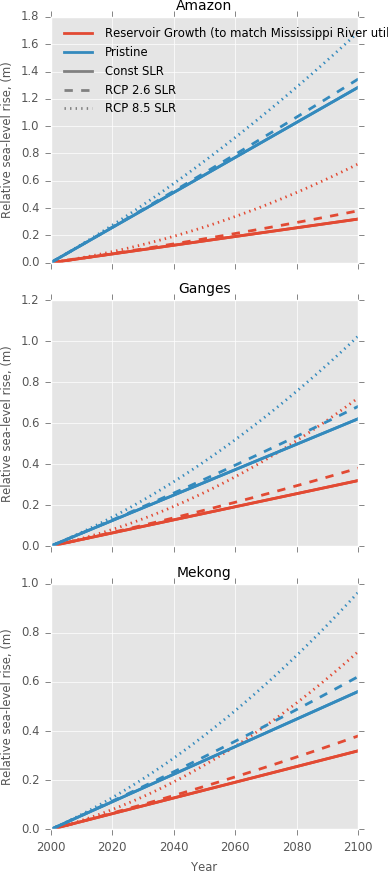 Amazon
1.8
1.6
1.4
1.2
1.0
0.8
0.6
0.4
0.2
0.0
Relative sea-level rise, (m)
Reservoir Growth (to match Mississippi River util
Pristine
Const SLR
RCP 2.6 SLR
RCP 8.5 SLR
Ganges
1.2
1.0
0.8
0.6
0.4
0.2
0.0
Relative sea-level rise, (m)
Mekong
1.0
0.8
0.6
0.4
0.2
0.0
Relative sea-level rise, (m)
2000 2020 2040 2060 2080 2100
Year